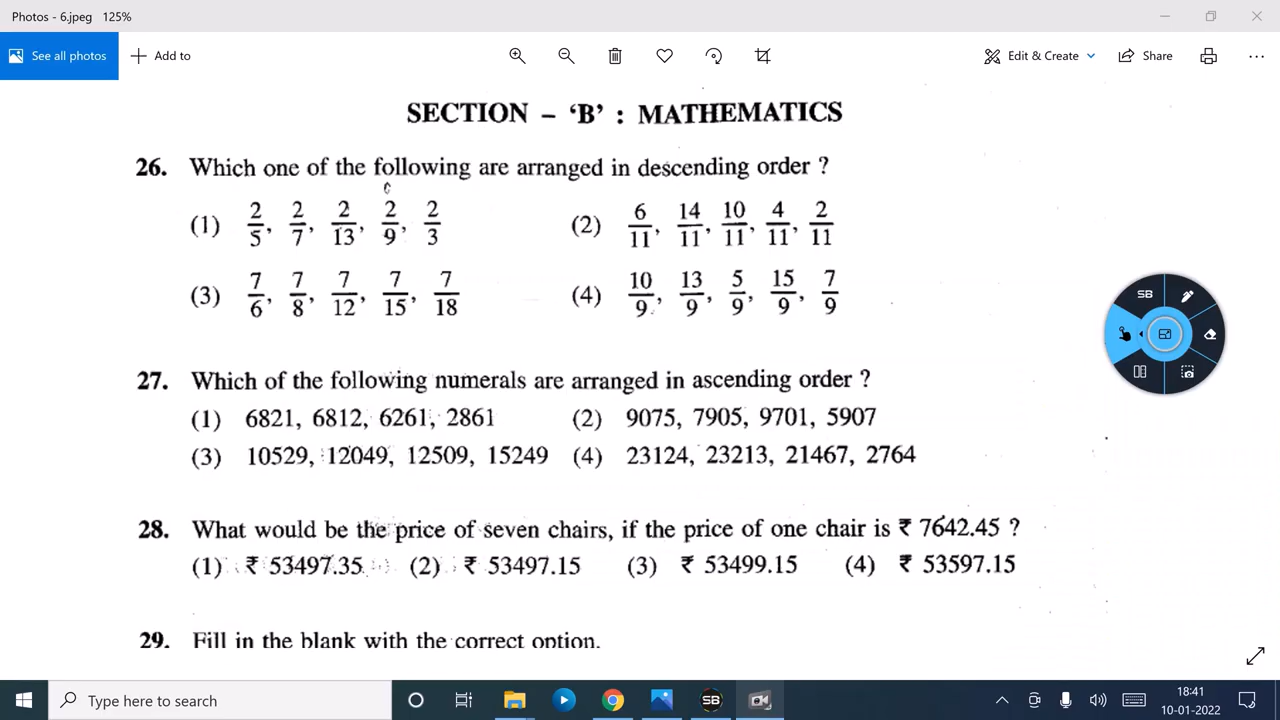 Photos - 6.jpeg 125%
See all photos Add to Edit & Create Share
SECTION – ‘B’ : MATHEMATICS
26. Which one of the following are arranged in descending order ?
(1) 2/5, 2/7, 2/13, 2/9, 2/3 (2) 6/11, 14/11, 10/11, 4/11, 2/11
(3) 7/6, 7/8, 7/12, 7/15, 7/18 (4) 10/9, 13/9, 5/9, 15/9, 7/9
SB
27. Which of the following numerals are arranged in ascending order ?
(1) 6821, 6812, 6261, 2861 (2) 9075, 7905, 9701, 5907
(3) 10529, 12049, 12509, 15249 (4) 23124, 23213, 21467, 2764
28. What would be the price of seven chairs, if the price of one chair is ₹ 7642.45 ?
(1) ₹ 53497.35 (2) ₹ 53497.15 (3) ₹ 53499.15 (4) ₹ 53597.15
29. Fill in the blank with the correct option.
Type here to search SB 18:41
10-01-2022